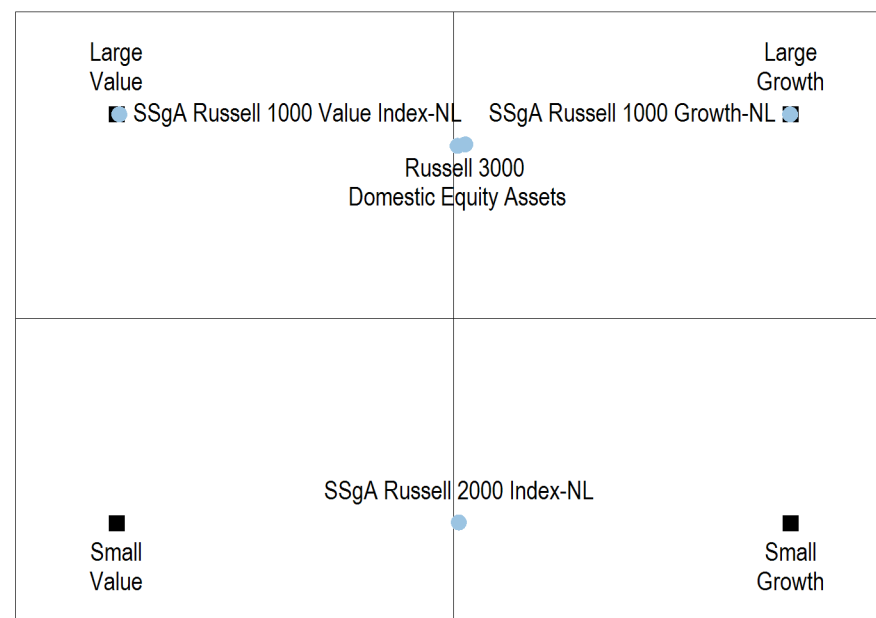 Large
Value
Large
Growth
SSgA Russell 1000 Value Index-NL
SSgA Russell 1000 Growth-NL
Russell 3000
Domestic Equity Assets
SSgA Russell 2000 Index-NL
Small
Value
Small
Growth